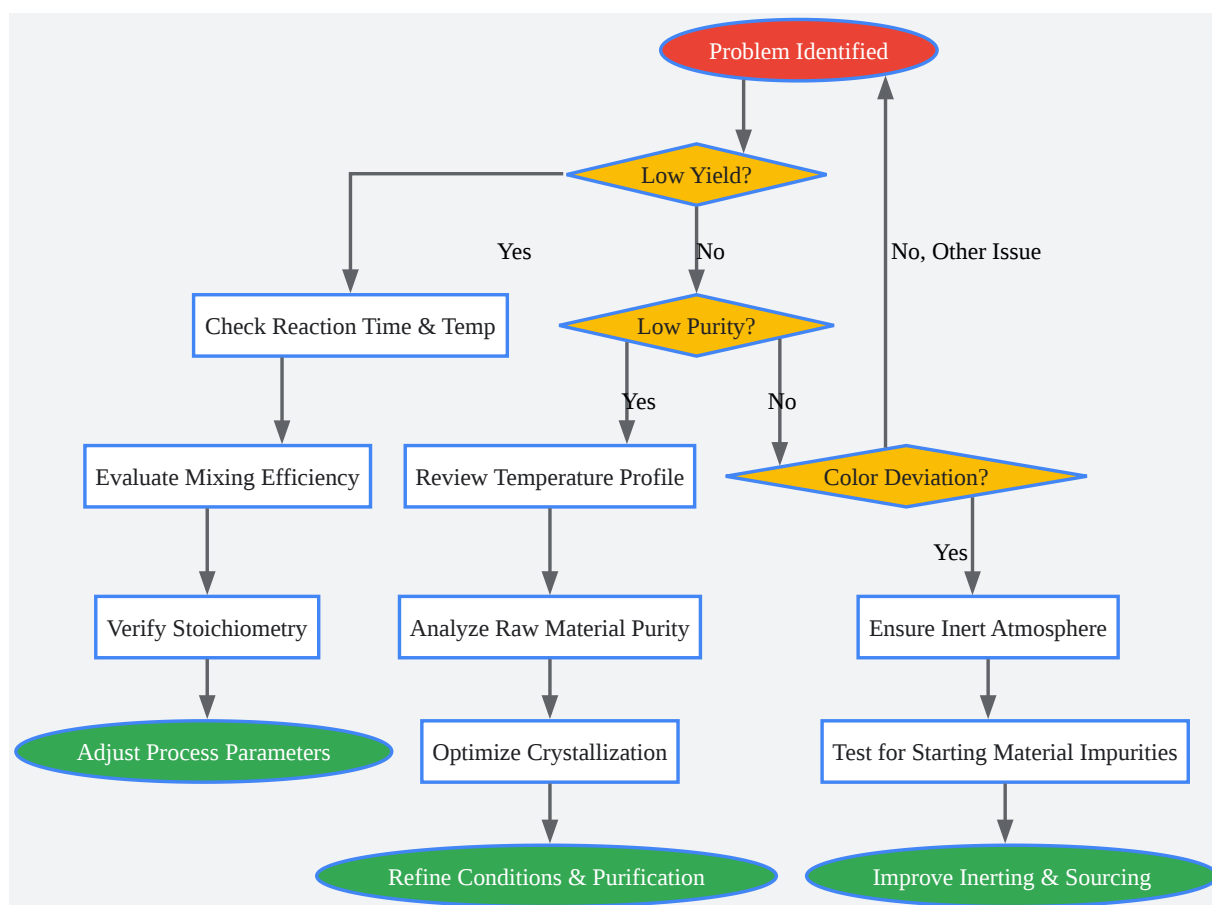 Problem Identified
Low Yield?
Yes
No
No, Other Issue
Check Reaction Time & Temp
Low Purity?
Yes
No
Evaluate Mixing Efficiency
Review Temperature Profile
Color Deviation?
Yes
Verify Stoichiometry
Analyze Raw Material Purity
Ensure Inert Atmosphere
Adjust Process Parameters
Optimize Crystallization
Test for Starting Material Impurities
Refine Conditions & Purification
Improve Inerting & Sourcing